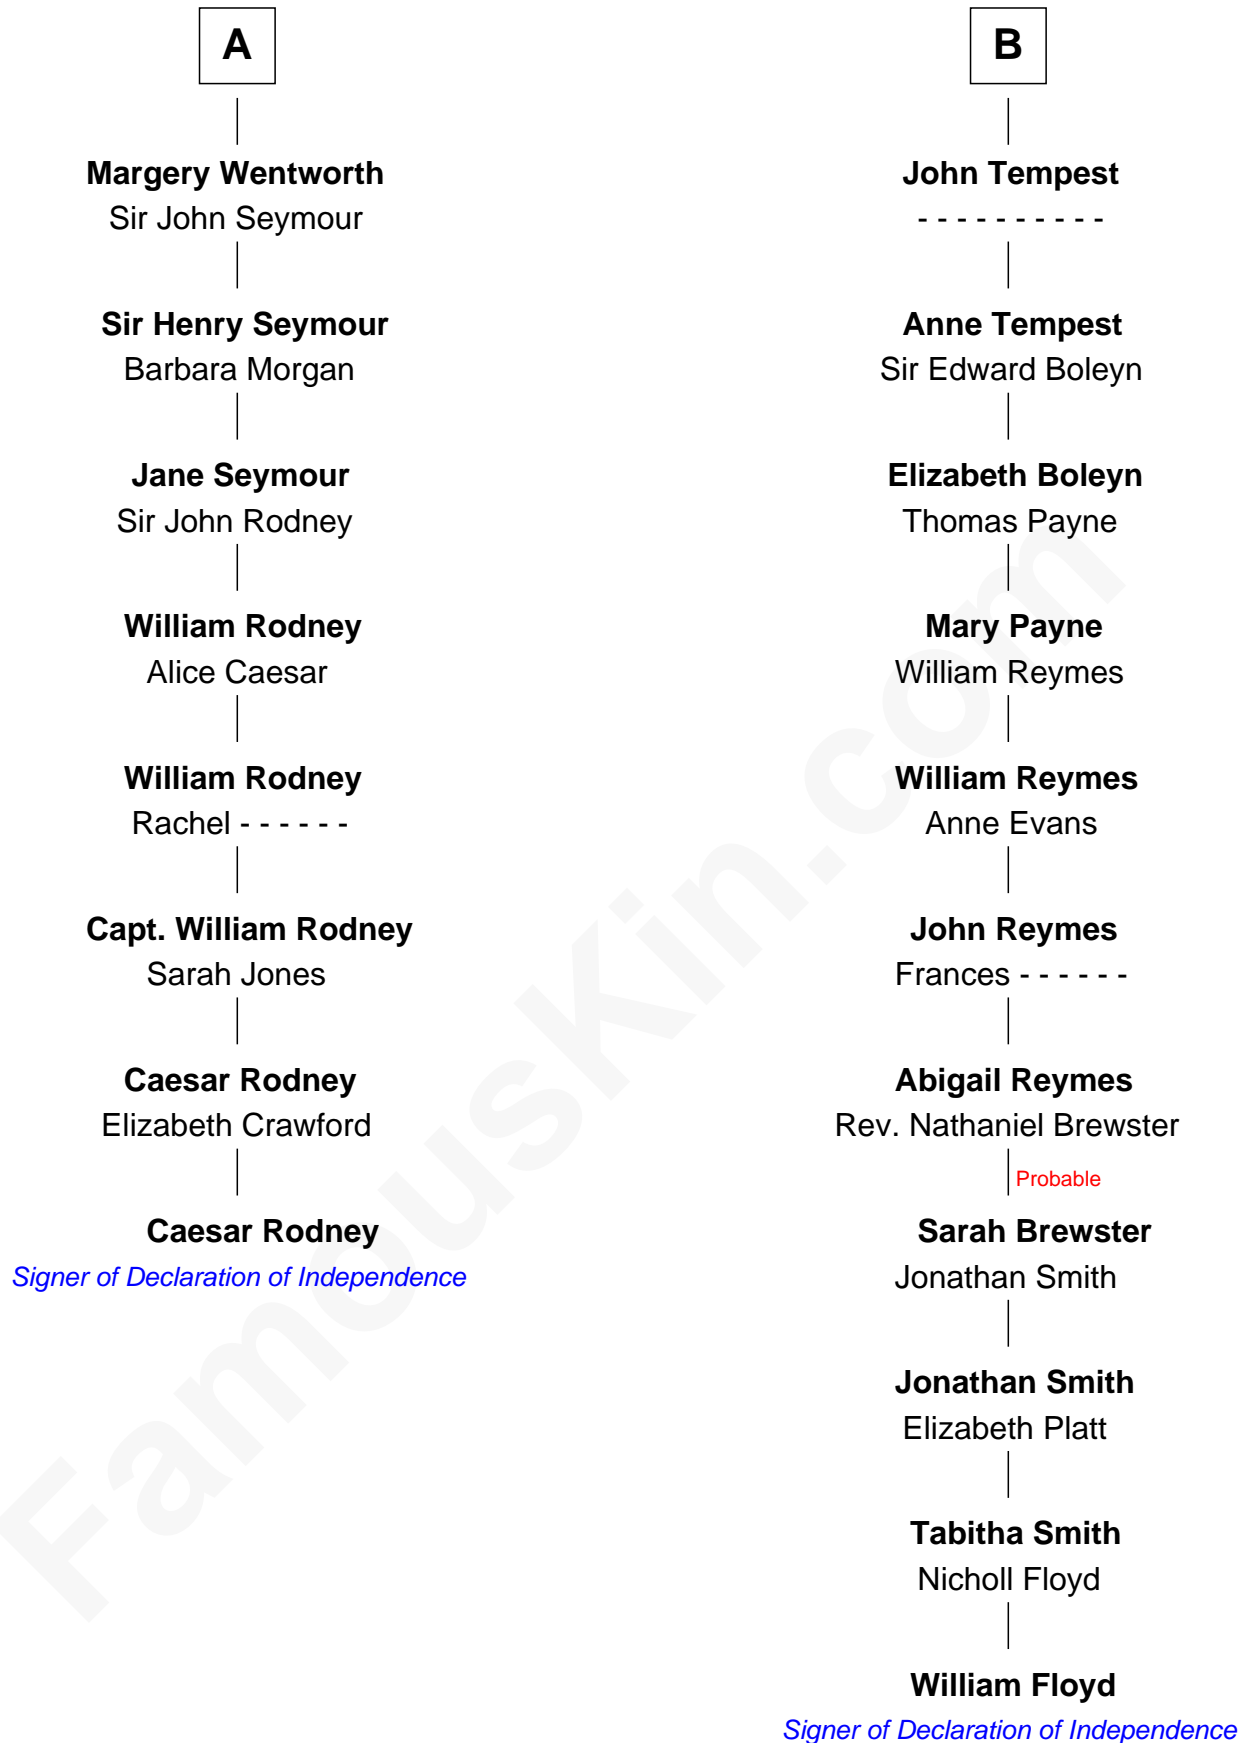 A
Margery Wentworth
Sir John Seymour
Sir Henry Seymour
Barbara Morgan
Jane Seymour
Sir John Rodney
William Rodney
Alice Caesar
William Rodney
Rachel - - - - - -
Capt. William Rodney
Sarah Jones
Caesar Rodney
Elizabeth Crawford
Caesar Rodney
Signer of Declaration of Independence
B
John Tempest
- - - - - - - - - -
Anne Tempest
Sir Edward Boleyn
Elizabeth Boleyn
Thomas Payne
Mary Payne
William Reymes
William Reymes
Anne Evans
John Reymes
Frances - - - - - -
Abigail Reymes
Rev. Nathaniel Brewster
Probable
Sarah Brewster
Jonathan Smith
Jonathan Smith
Elizabeth Platt
Tabitha Smith
Nicholl Floyd
William Floyd
Signer of Declaration of Independence
FamousKin.com